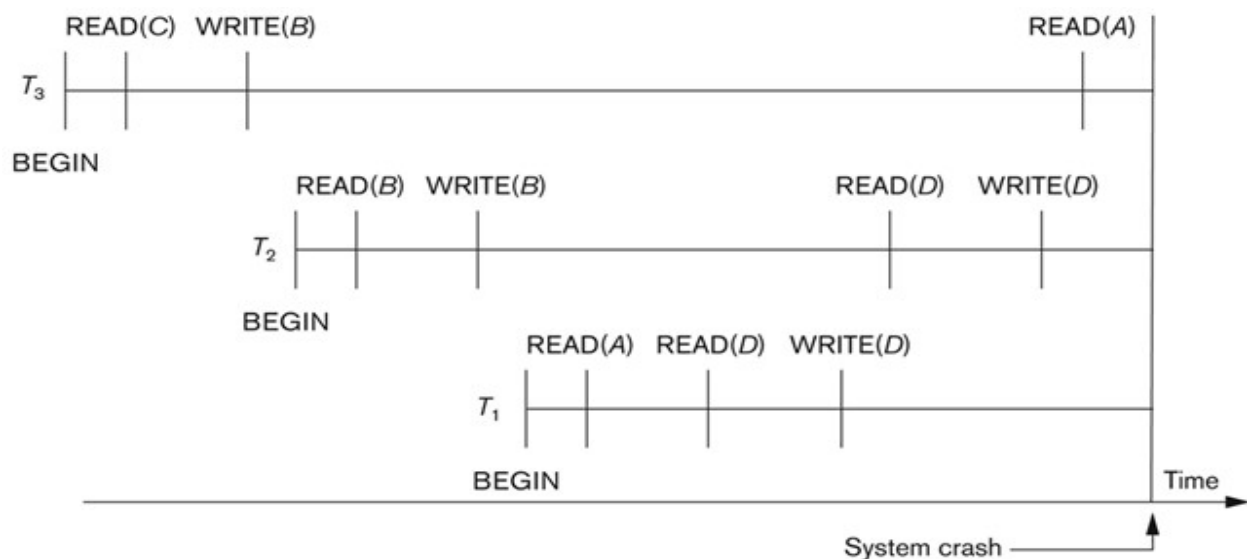 READ(C) WRITE(B) READ(A)
T3
BEGIN
READ(B) WRITE(B) READ(D) WRITE(D)
T2
BEGIN
READ(A) READ(D) WRITE(D)
T1
BEGIN
Time
System crash